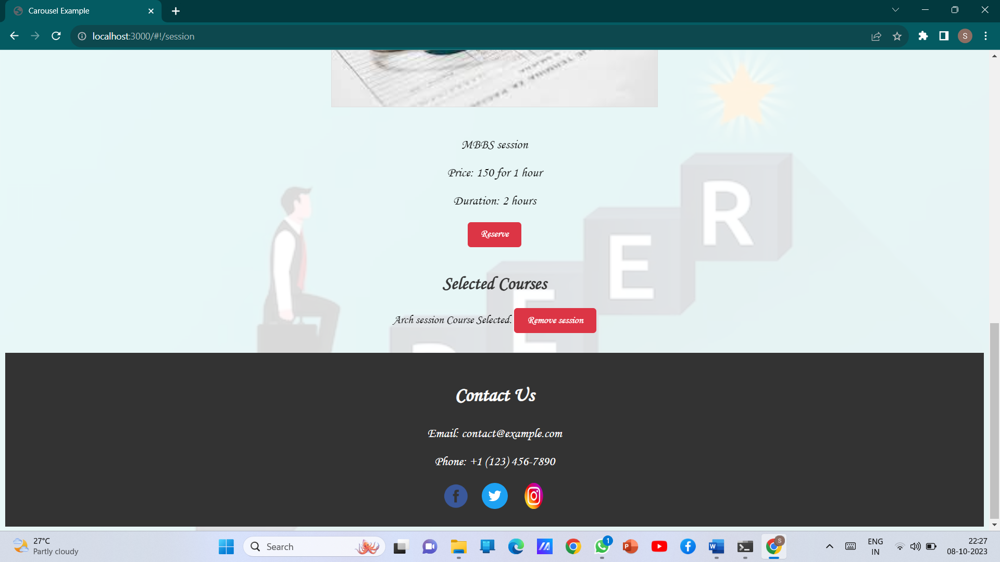 Carousel Example
localhost:3000/#!/session
S
MBBS session
Price: 150 for 1 hour
Duration: 2 hours
Reserve
R
E
E
Selected Courses
Arch session Course Selected. Remove session
Contact Us
Email: contact@example.com
Phone: +1 (123) 456-7890
27°C
Partly cloudy
Search
1
S
ENG
IN
22:27
08-10-2023